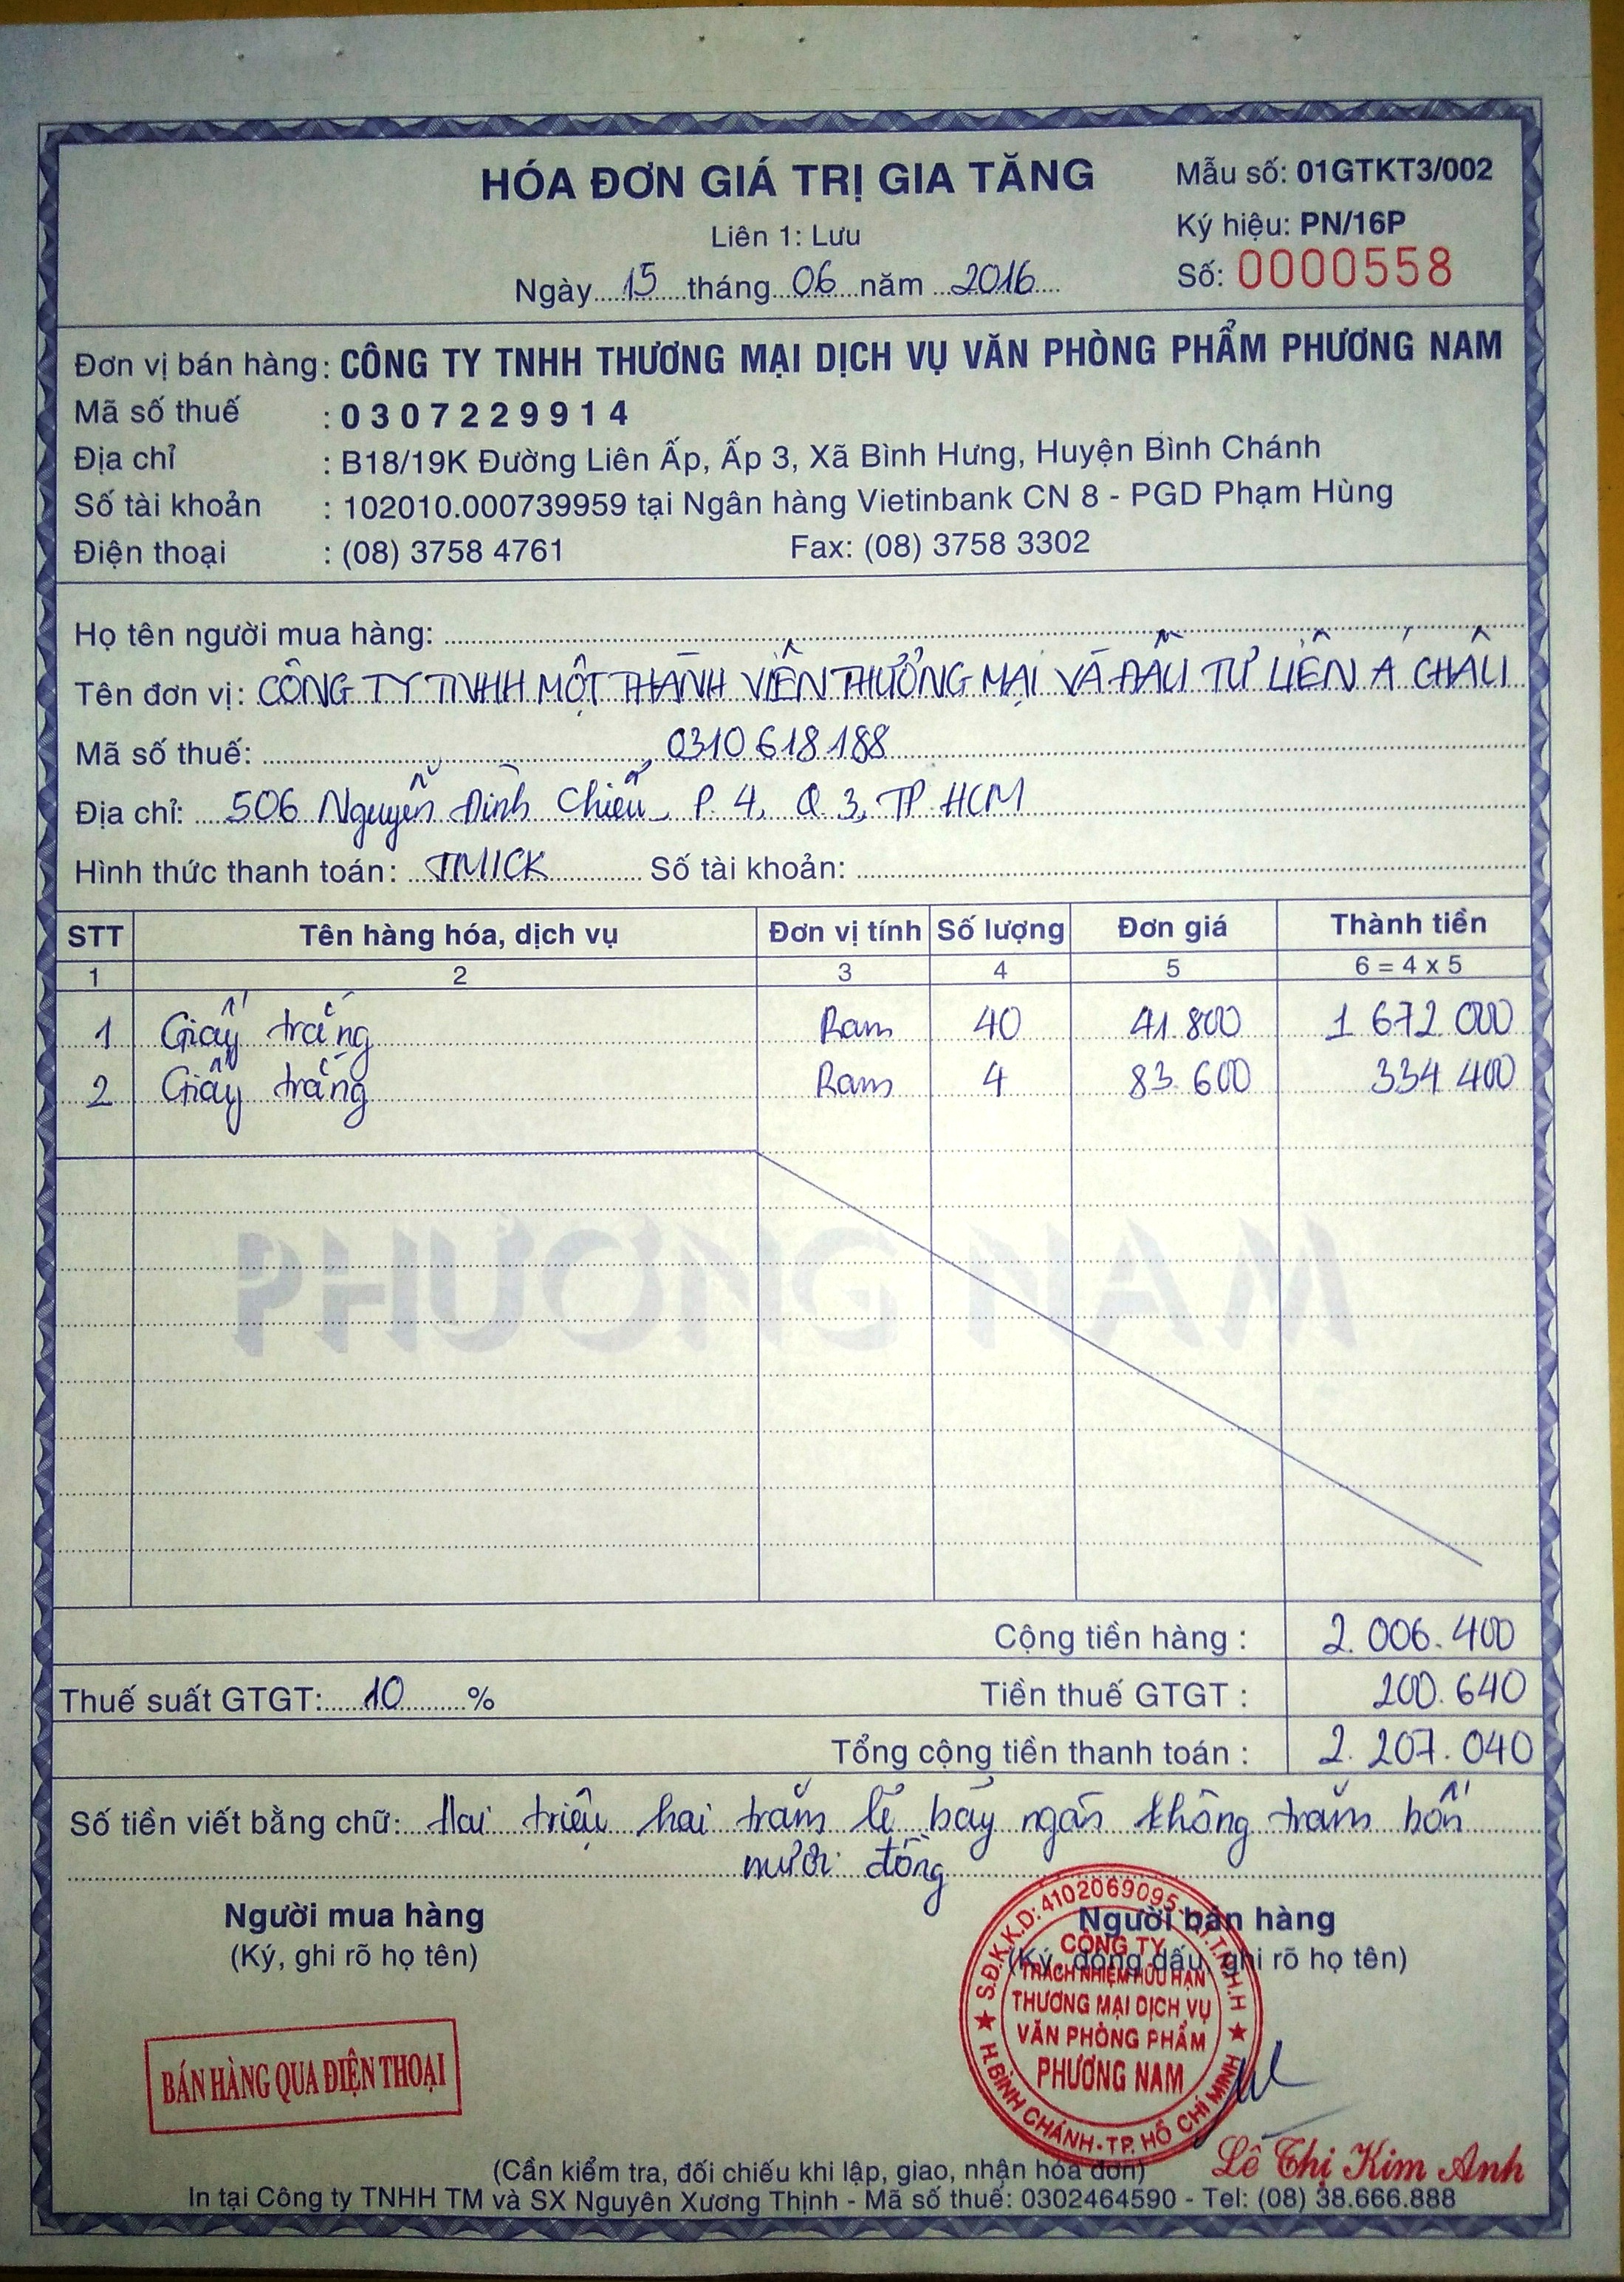 HÓA ĐƠN GIÁ TRỊ GIA TĂNG
Mẫu số: 01GTKT3/002
Liên 1: Lưu
Ký hiệu: PN/16P
Ngày 15 tháng 06 năm 2016
Số: 0000558
Đơn vị bán hàng: CÔNG TY TNHH THƯƠNG MẠI DỊCH VỤ VĂN PHÒNG PHẨM PHƯƠNG NAM
Mã số thuế : 0307229914
Địa chỉ : B18/19K Đường Liên Ấp, Ấp 3, Xã Bình Hưng, Huyện Bình Chánh
Số tài khoản : 102010.000739959 tại Ngân hàng Vietinbank CN 8 - PGD Phạm Hùng
Điện thoại : (08) 3758 4761 Fax: (08) 3758 3302
Họ tên người mua hàng:
Tên đơn vị: CÔNG TY TNHH MỘT THÀNH VIÊN THƯƠNG MẠI VÀ ĐẦU TƯ LIÊN Á CHÂU
Mã số thuế: 0310618188
Địa chỉ: 506 Nguyễn Đình Chiểu, P. 4, Q 3, TP. HCM
Hình thức thanh toán: TM/CK Số tài khoản:
STT Tên hàng hóa, dịch vụ Đơn vị tính Số lượng Đơn giá Thành tiền
1 2 3 4 5 6 = 4 x 5
1 Giấy trắng Ram 40 41.800 1 672 000
2 Giấy trắng Ram 4 83.600 334 400
PHƯƠNG NAM
Cộng tiền hàng : 2.006.400
Thuế suất GTGT: 10 % Tiền thuế GTGT : 200.640
Tổng cộng tiền thanh toán : 2.207.040
Số tiền viết bằng chữ: Hai triệu hai trăm lẻ bảy ngàn không trăm bốn
mươi đồng
Người mua hàng
(Ký, ghi rõ họ tên)
Người bán hàng
(Ký, đóng dấu, ghi rõ họ tên)
S.Đ.K.K.D: 4102069095-C.T.T.N.H.H
CÔNG TY
TRÁCH NHIỆM HỮU HẠN
THƯƠNG MẠI DỊCH VỤ
VĂN PHÒNG PHẨM
PHƯƠNG NAM
H.BÌNH CHÁNH-TP. HỒ CHÍ MINH
BÁN HÀNG QUA ĐIỆN THOẠI
Lê Thị Kim Anh
(Cần kiểm tra, đối chiếu khi lập, giao, nhận hóa đơn)
In tại Công ty TNHH TM và SX Nguyên Xương Thịnh - Mã số thuế: 0302464590 - Tel: (08) 38.666.888